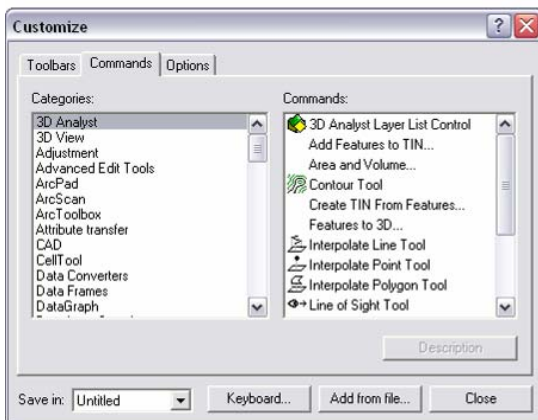 Customize
Toolbars Commands Options
Categories:
3D Analyst
3D View
Adjustment
Advanced Edit Tools
ArcPad
ArcScan
ArcToolbox
Attribute transfer
CAD
CellTool
Data Converters
Data Frames
DataGraph
Commands:
3D Analyst Layer List Control
Add Features to TIN...
Area and Volume...
Contour Tool
Create TIN From Features...
Features to 3D...
Interpolate Line Tool
Interpolate Point Tool
Interpolate Polygon Tool
Line of Sight Tool
Description
Save in: Untitled Keyboard... Add from file... Close